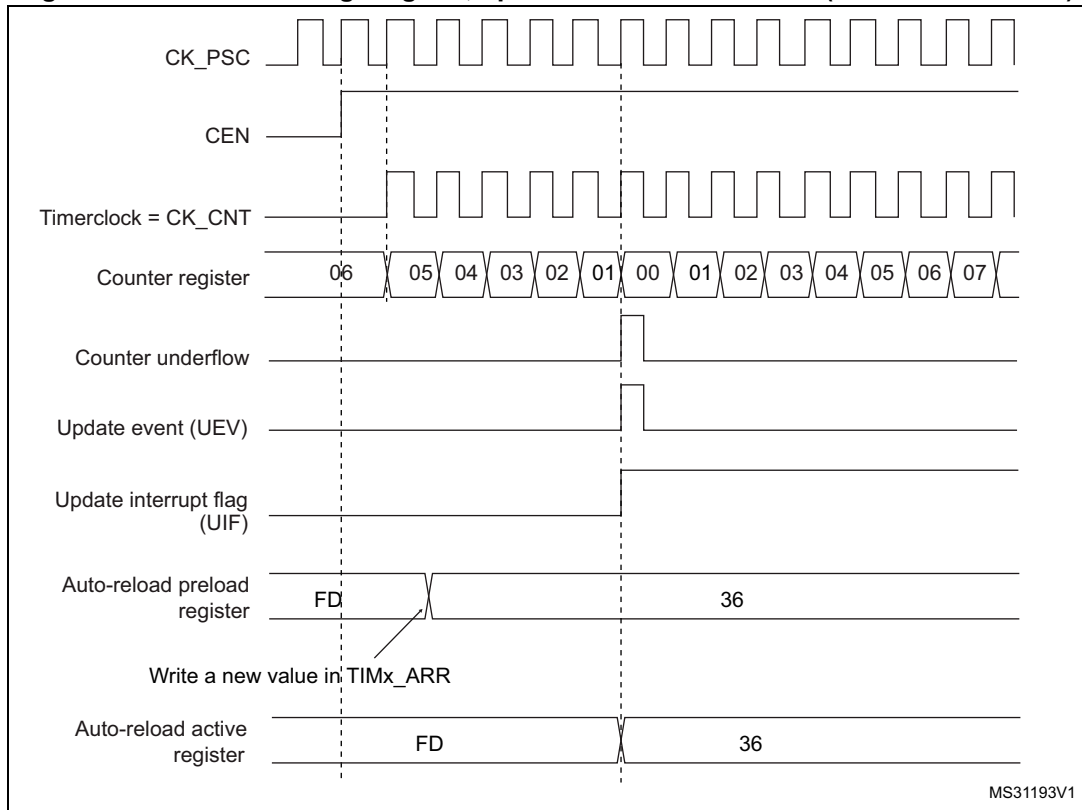 CK_PSC
CEN
Timerclock = CK_CNT
Counter register
06 05 04 03 02 01 00 01 02 03 04 05 06 07
Counter underflow
Update event (UEV)
Update interrupt flag
(UIF)
Auto-reload preload
register
FD 36
Write a new value in TIMx_ARR
Auto-reload active
register
FD 36
MS31193V1